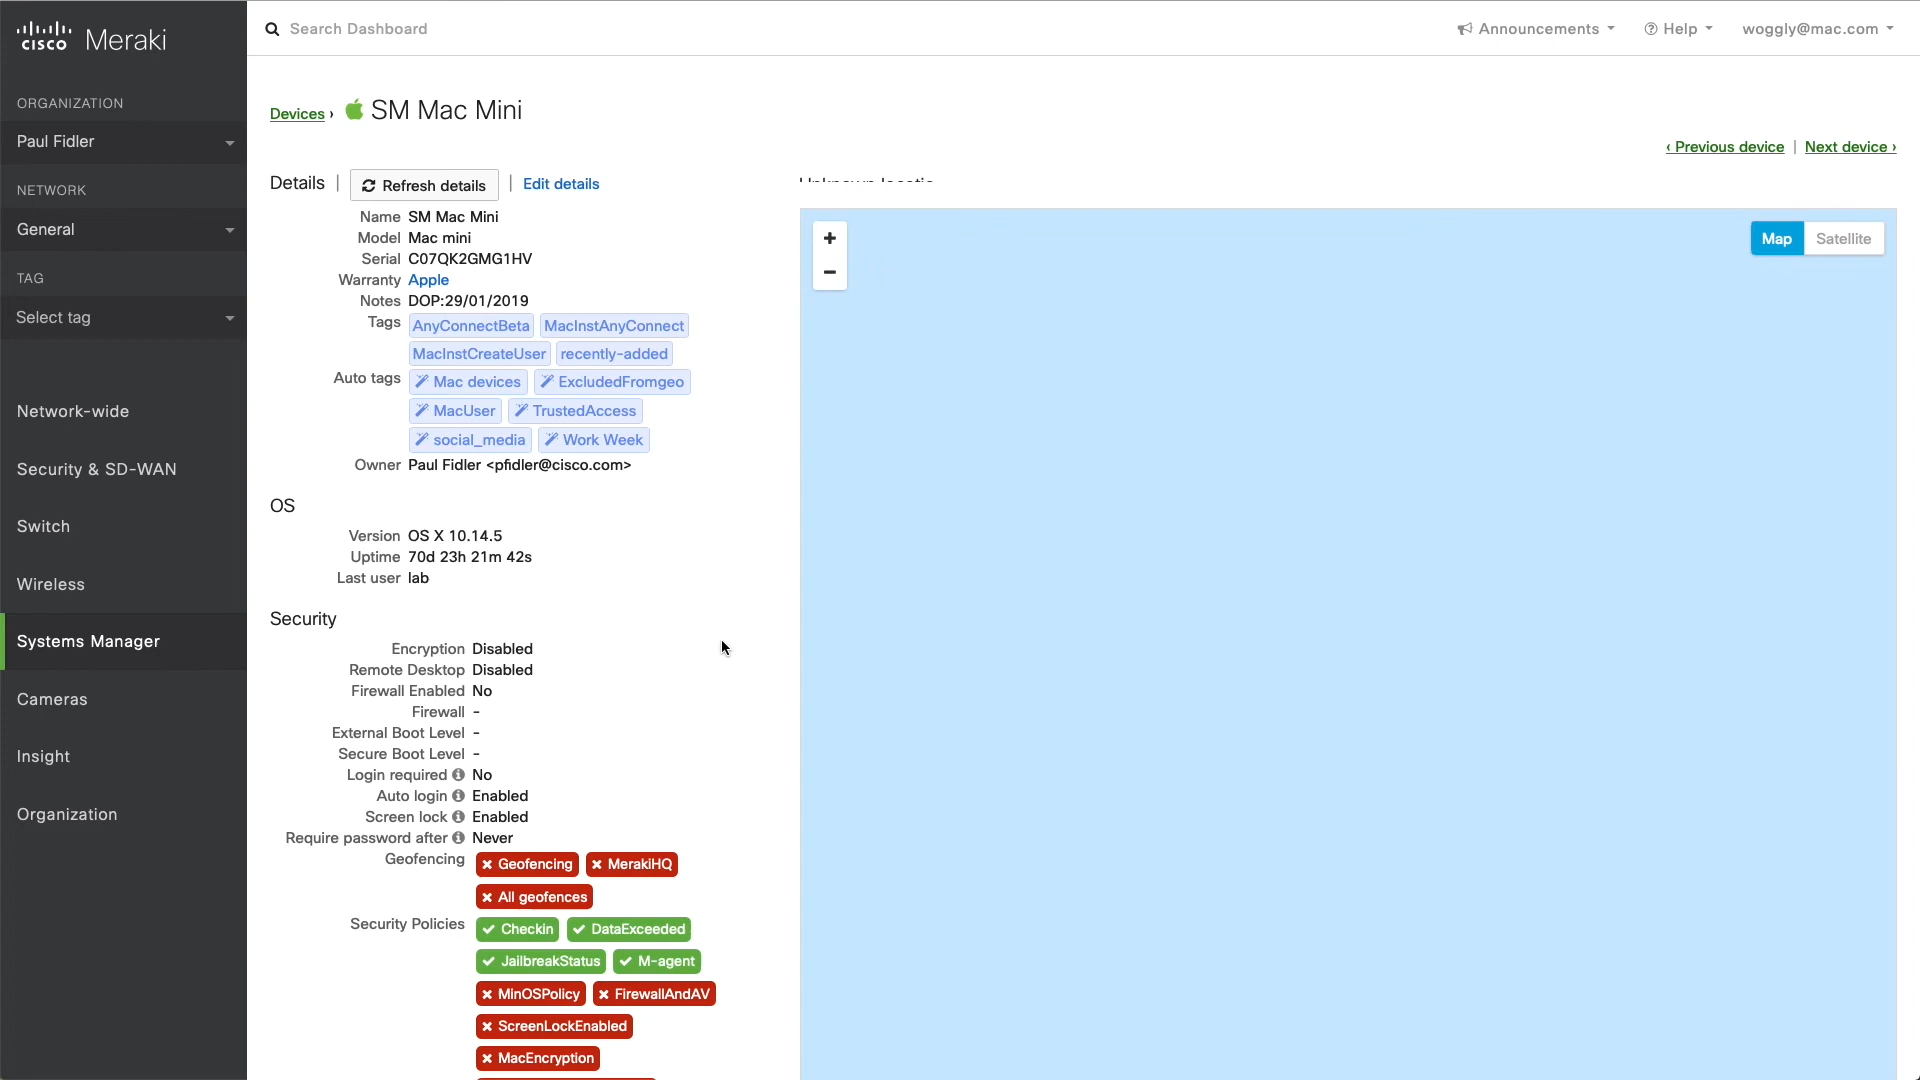 cisco Meraki
Search Dashboard
Announcements
Help
woggly@mac.com
ORGANIZATION
Paul Fidler
NETWORK
General
TAG
Select tag
Network-wide
Security & SD-WAN
Switch
Wireless
Systems Manager
Cameras
Insight
Organization
Devices › SM Mac Mini
‹ Previous device | Next device ›
Details | Refresh details | Edit details
Name SM Mac Mini
Model Mac mini
Serial C07QK2GMG1HV
Warranty Apple
Notes DOP:29/01/2019
Tags AnyConnectBeta MacInstAnyConnect
MacInstCreateUser recently-added
Auto tags Mac devices ExcludedFromgeo
MacUser TrustedAccess
social_media Work Week
Owner Paul Fidler <pfidler@cisco.com>
OS
Version OS X 10.14.5
Uptime 70d 23h 21m 42s
Last user lab
Security
Encryption Disabled
Remote Desktop Disabled
Firewall Enabled No
Firewall -
External Boot Level -
Secure Boot Level -
Login required No
Auto login Enabled
Screen lock Enabled
Require password after Never
Geofencing Geofencing MerakiHQ
All geofences
Security Policies Checkin DataExceeded
JailbreakStatus M-agent
MinOSPolicy FirewallAndAV
ScreenLockEnabled
MacEncryption
Map Satellite